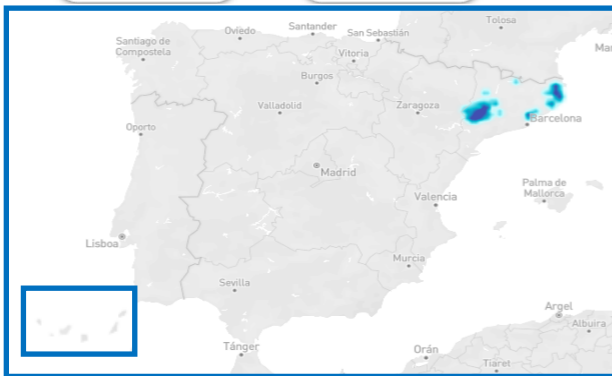 Santander
Oviedo
San Sebastián
Tolosa
Santiago de
Compostela
Vitoria
Burgos
Valladolid
Zaragoza
Barcelona
Oporto
Madrid
Palma de
Mallorca
Valencia
Lisboa
Murcia
Sevilla
Argel
Albuira
Tánger
Orán
Tiaret